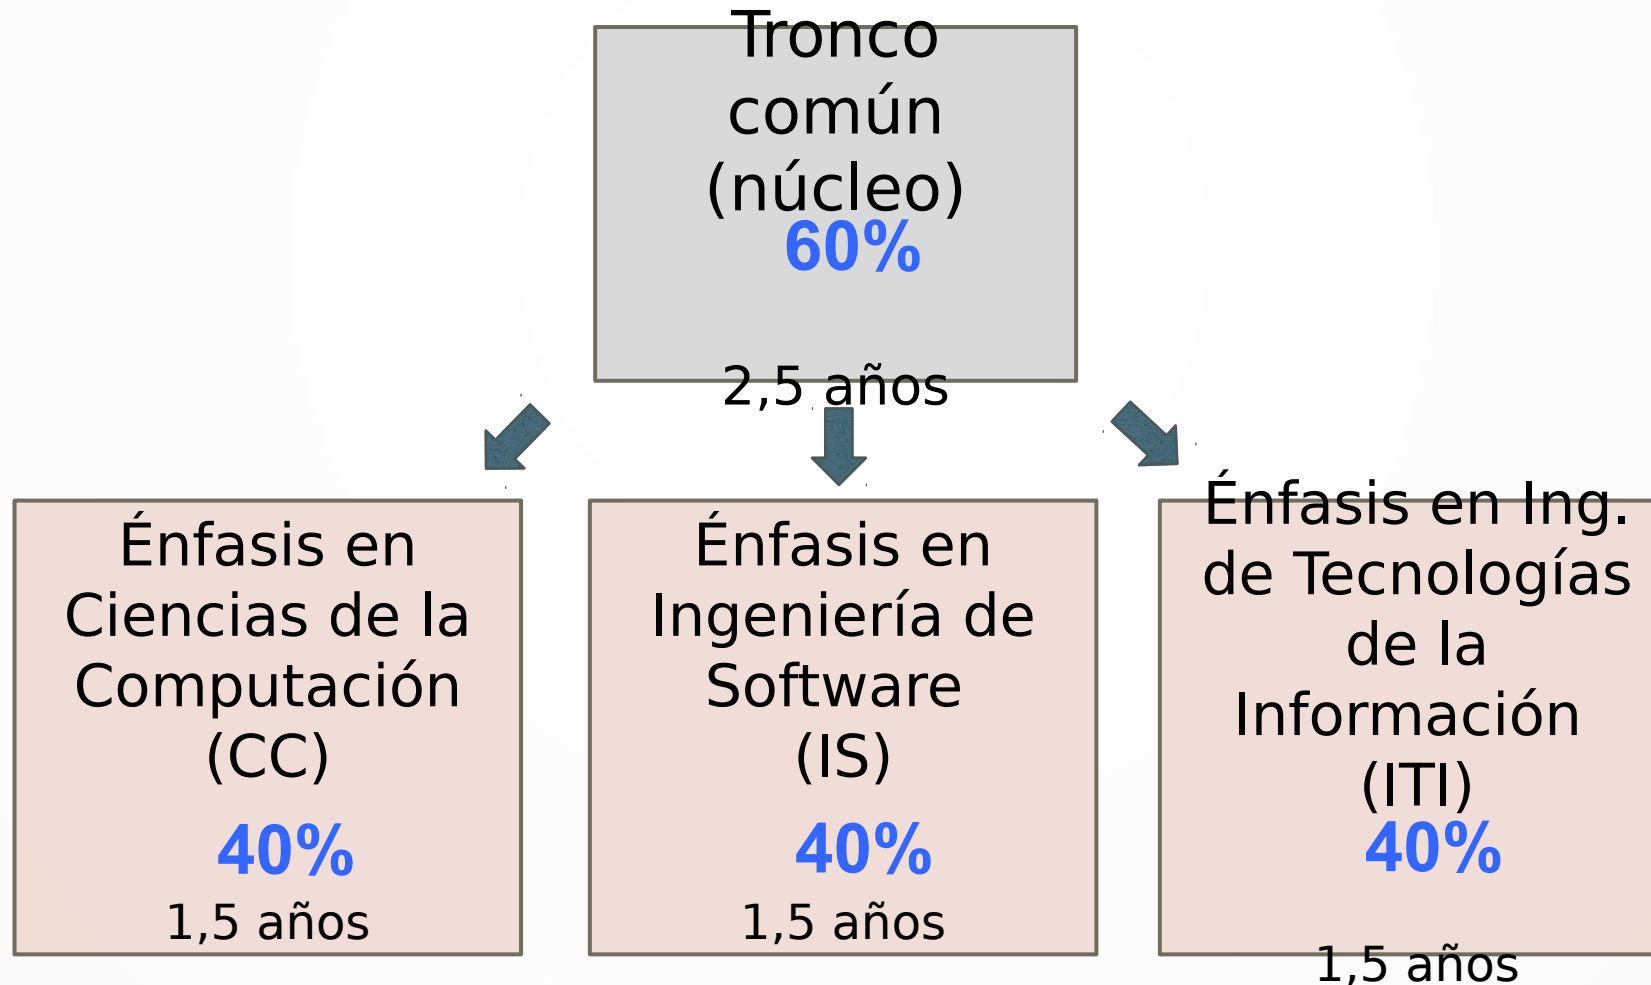 Tronco
común
(núcleo)
60%
2,5 años
Énfasis en
Ciencias de la
Computación
(CC)
40%
1,5 años
Énfasis en
Ingeniería de
Software
(IS)
40%
1,5 años
Énfasis en Ing.
de Tecnologías
de la
Información
(ITI)
40%
1,5 años